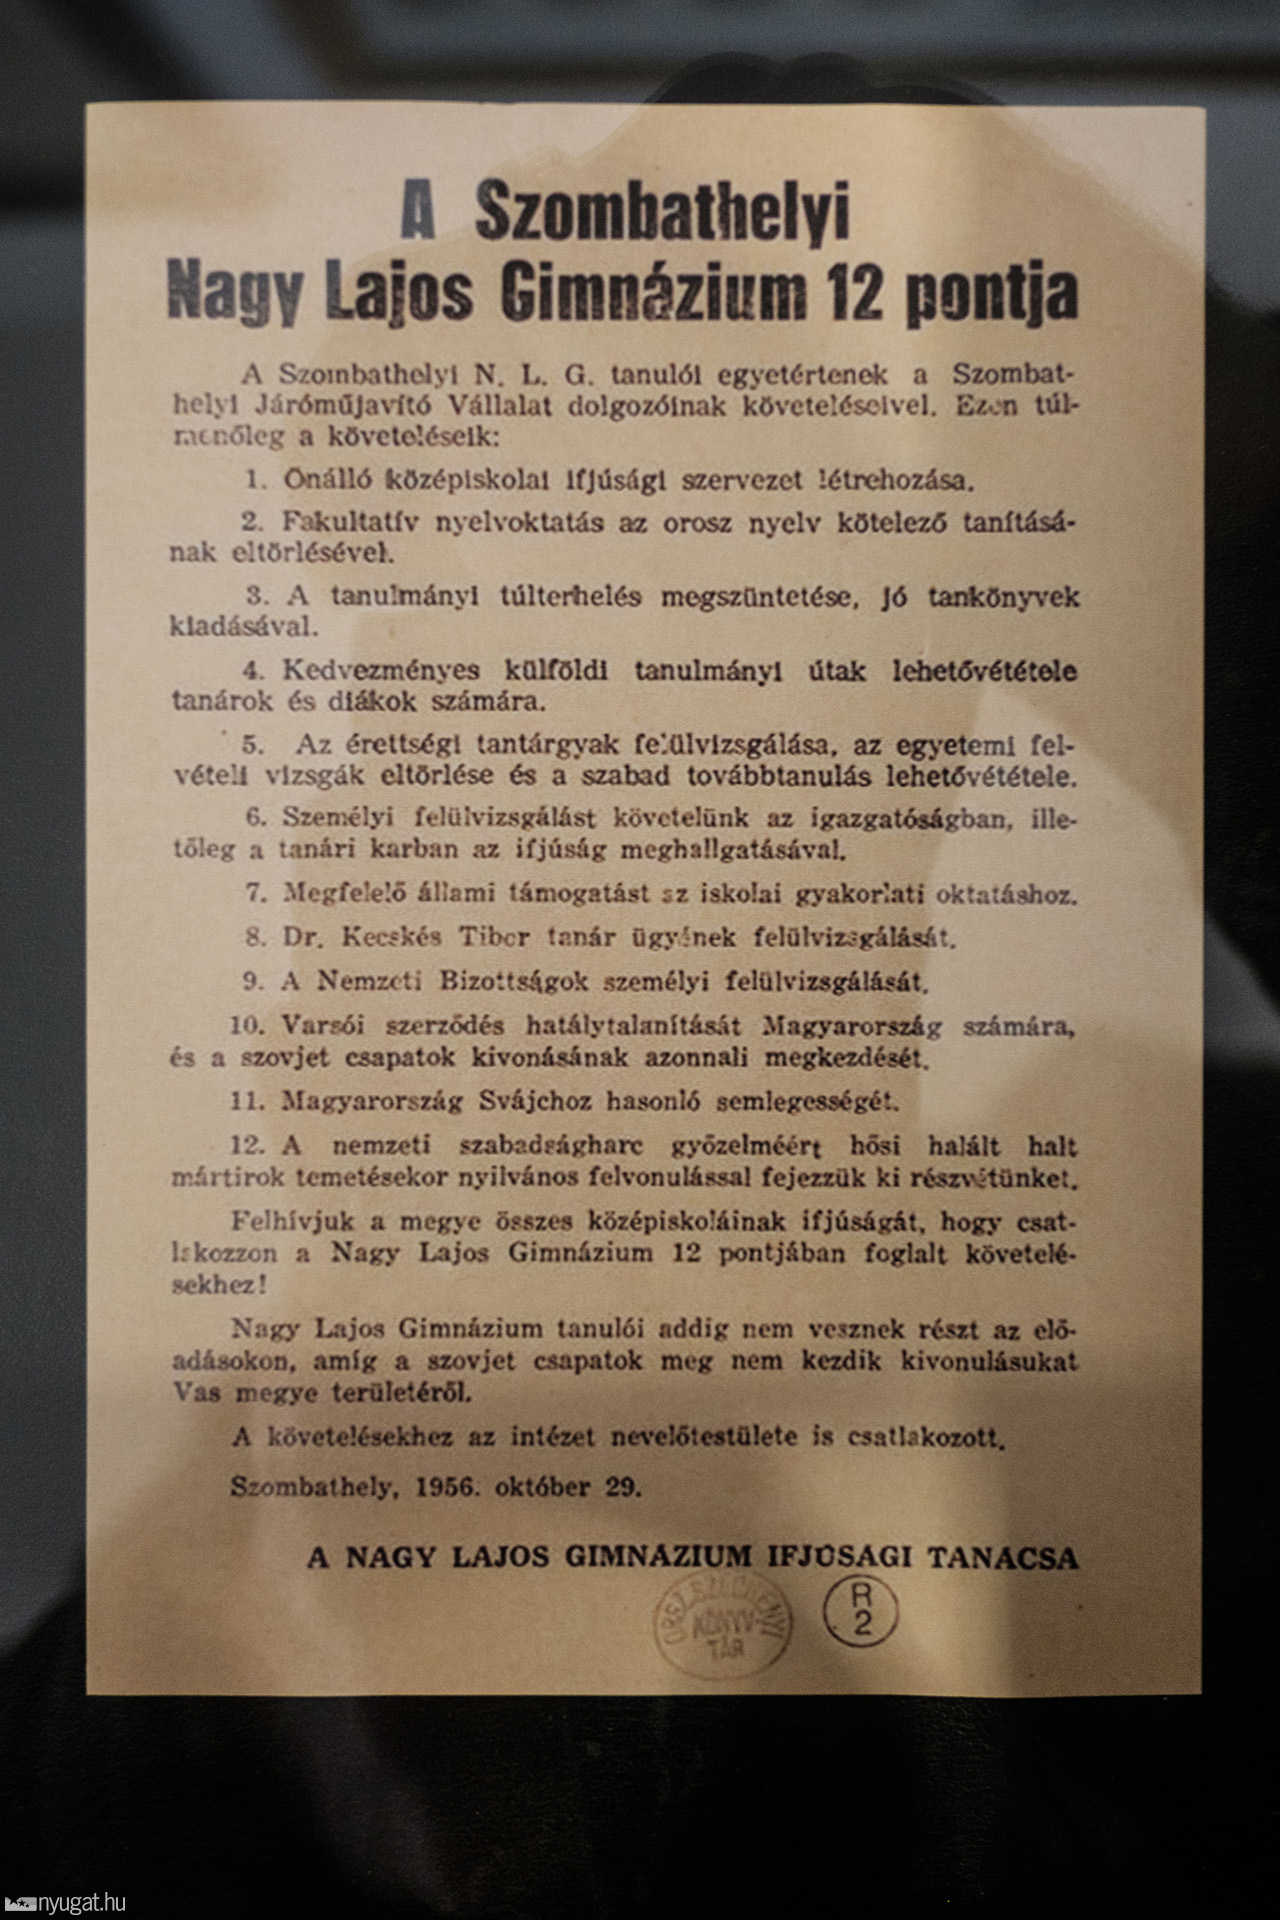 A Szombathelyi
Nagy Lajos Gimnázium 12 pontja
A Szombathelyi N. L. G. tanulói egyetértenek a Szombat-
helyi Járóműjavító Vállalat dolgozóinak követeléseivel. Ezen túl-
menőleg a követeléseik:
1. Önálló középiskolai ifjúsági szervezet létrehozása.
2. Fakultatív nyelvoktatás az orosz nyelv kötelező tanításá-
nak eltörlésével.
3. A tanulmányi túlterhelés megszüntetése, jó tankönyvek
kiadásával.
4. Kedvezményes külföldi tanulmányi útak lehetővététele
tanárok és diákok számára.
5. Az érettségi tantárgyak felülvizsgálása, az egyetemi fel-
vételi vizsgák eltörlése és a szabad továbbtanulás lehetővététele.
6. Személyi felülvizsgálást követelünk az igazgatóságban, ille-
tőleg a tanári karban az ifjúság meghallgatásával.
7. Megfelelő állami támogatást az iskolai gyakorlati oktatáshoz.
8. Dr. Kecskés Tibor tanár ügyének felülvizsgálását.
9. A Nemzeti Bizottságok személyi felülvizsgálását.
10. Varsói szerződés hatálytalanítását Magyarország számára,
és a szovjet csapatok kivonásának azonnali megkezdését.
11. Magyarország Svájchoz hasonló semlegességét.
12. A nemzeti szabadságharc győzelméért hősi halált halt
mártirok temetésekor nyilvános felvonulással fejezzük ki részvétünket.
Felhívjuk a megye összes középiskoláinak ifjúságát, hogy csat-
lakozzon a Nagy Lajos Gimnázium 12 pontjában foglalt követelé-
sekhez!
Nagy Lajos Gimnázium tanulói addig nem vesznek részt az elő-
adásokon, amíg a szovjet csapatok meg nem kezdik kivonulásukat
Vas megye területéről.
A követelésekhez az intézet nevelőtestülete is csatlakozott.
Szombathely, 1956. október 29.
A NAGY LAJOS GIMNAZIUM IFJUSAGI TANACSA
SZÉCHÉNYI
KÖNYV-
TÁR
R
2
nyugat.hu